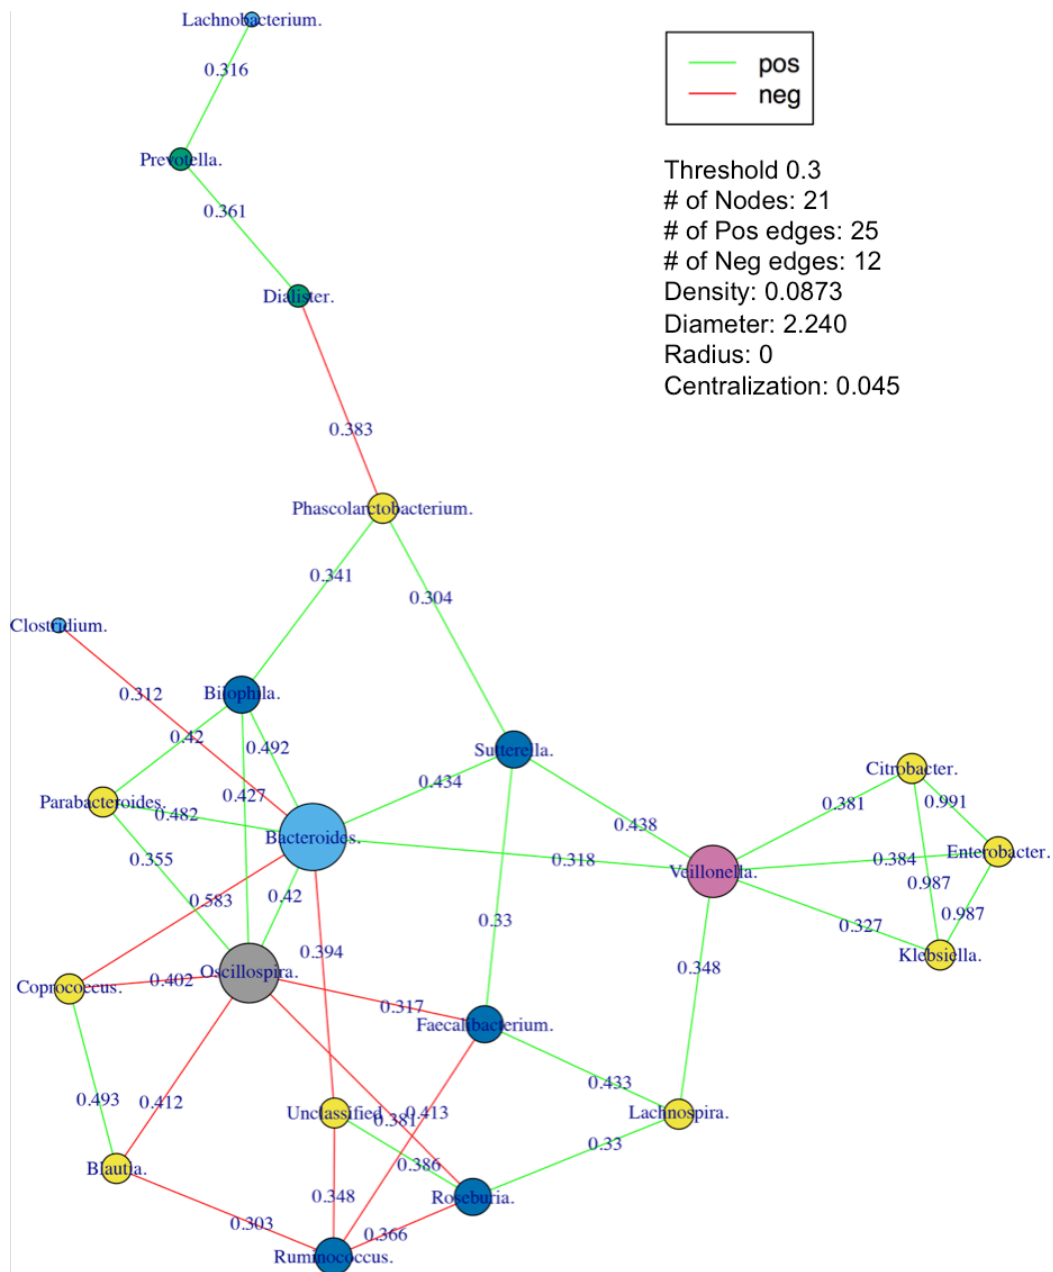 Lachnobacterium.
0.316
Prevotella.
0.361
Dialister.
0.383
Phascolarctobacterium.
0.341
0.304
Clostridium.
0.312
Bilophila.
0.42
0.492
Sutterella.
0.434
Parabacteroides.
0.482
0.427
0.438
Citrobacter.
0.381
0.991
Bacteroides.
0.355
0.318
Veillonella.
0.384
Enterobacter.
0.987
0.583
0.42
0.33
0.327
0.987
Klebsiella.
0.394
0.348
Oscillospira.
Coprococcus.
0.402
0.317
Faecalibacterium.
0.493
0.412
Unclassified.
0.381
0.413
0.433
Lachnospira.
0.33
Blautia.
0.386
0.348
Roseburia.
0.303
0.366
Ruminococcus.
pos
neg
Threshold 0.3
# of Nodes: 21
# of Pos edges: 25
# of Neg edges: 12
Density: 0.0873
Diameter: 2.240
Radius: 0
Centralization: 0.045